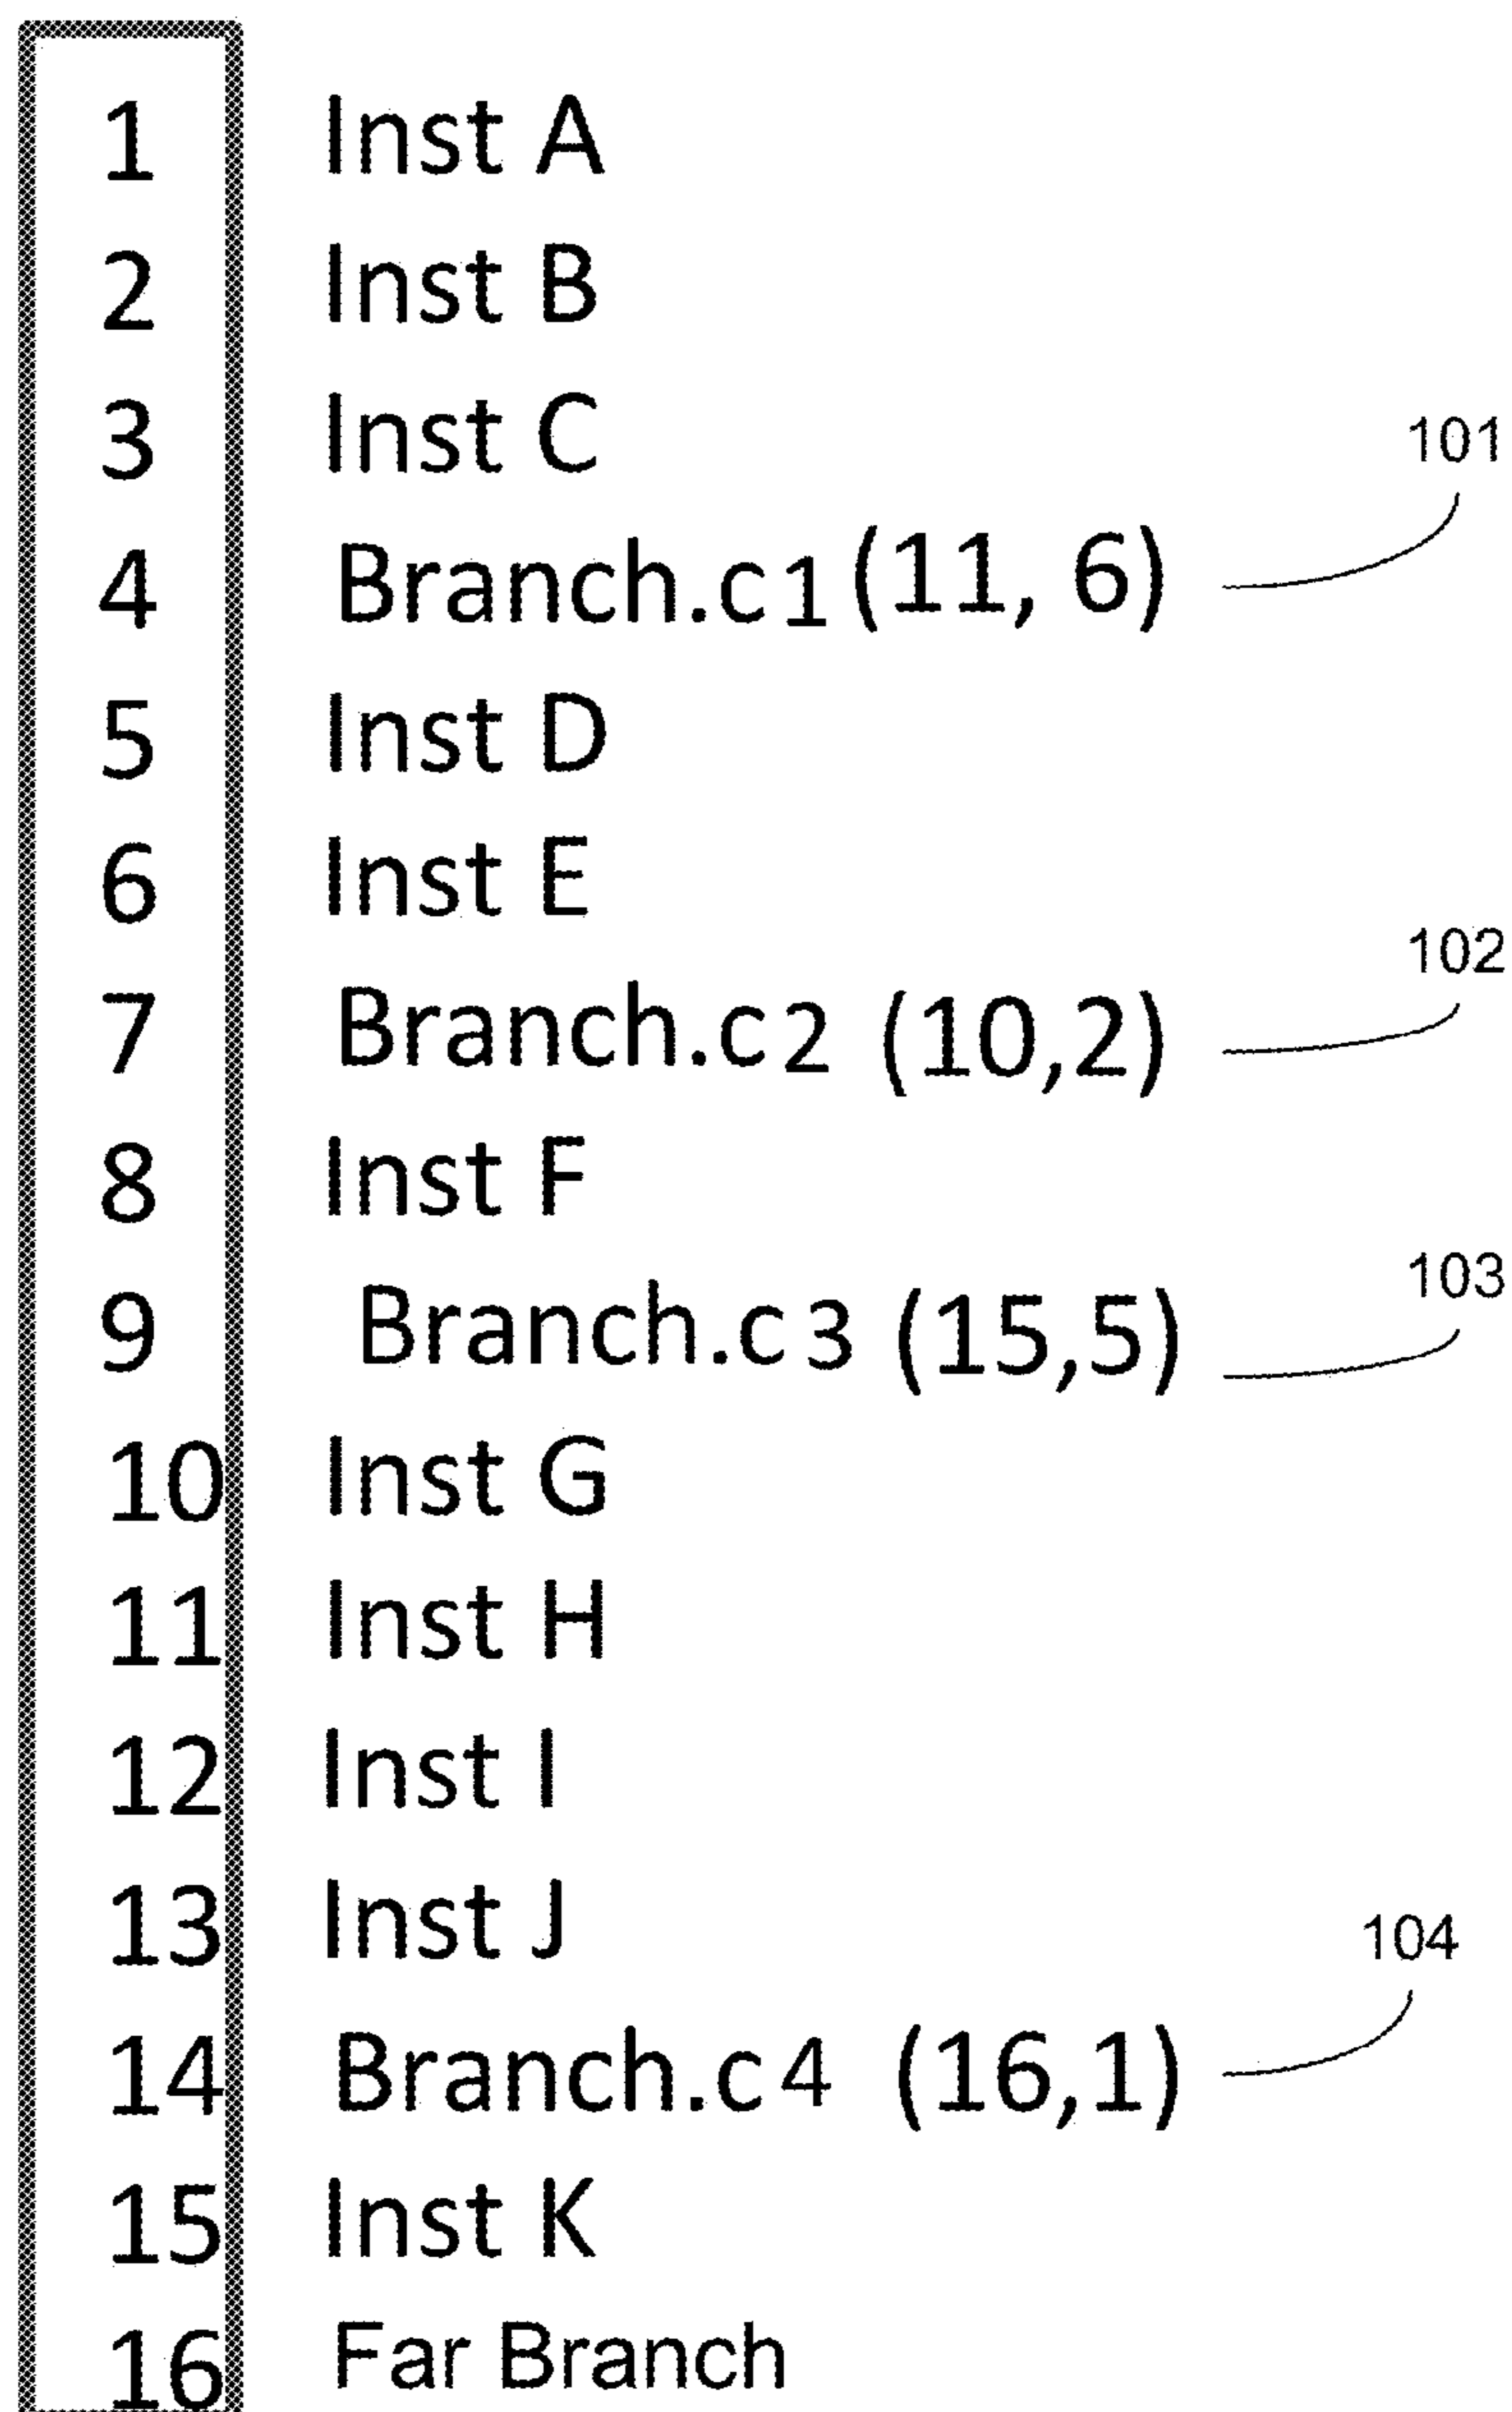 1 Inst A
2 Inst B
3 Inst C
101
4 Branch.c1 (11, 6)
5 Inst D
6 Inst E
102
7 Branch.c2 (10,2)
8 Inst F
103
9 Branch.c3 (15,5)
10 Inst G
11 Inst H
12 Inst I
13 Inst J
104
14 Branch.c4 (16,1)
15 Inst K
16 Far Branch